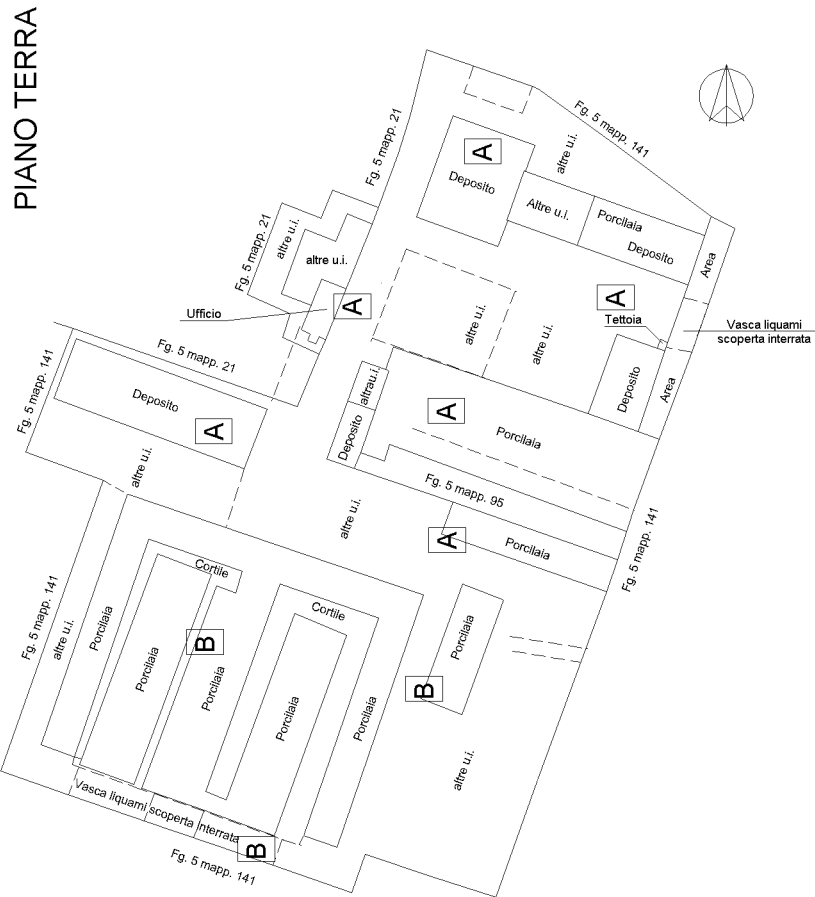 PIANO TERRA
Fg. 5 mapp. 141
Fg. 5 mapp. 21
A
altre u.i.
Deposito
Altre u.i.
Porcilaia
Deposito
Area
Fg. 5 mapp. 21
altre u.i.
altre u.i.
Ufficio
A
A
Tettoia
Vasca liquami
scoperta interrata
altre u.i.
altre u.i.
Fg. 5 mapp. 21
Fg. 5 mapp. 141
Deposito
A
altrau.i.
Deposito
A
Porcilaia
Deposito
Area
altre u.i.
Fg. 5 mapp. 95
altre u.i.
A
Porcilaia
Fg. 5 mapp. 141
Fg. 5 mapp. 141
altre u.i.
Porcilaia
Cortile
Porcilaia
B
Porcilaia
Cortile
Porcilaia
Porcilaia
Porcilaia
B
altre u.i.
Vasca liquami scoperta interrata
B
Fg. 5 mapp. 141